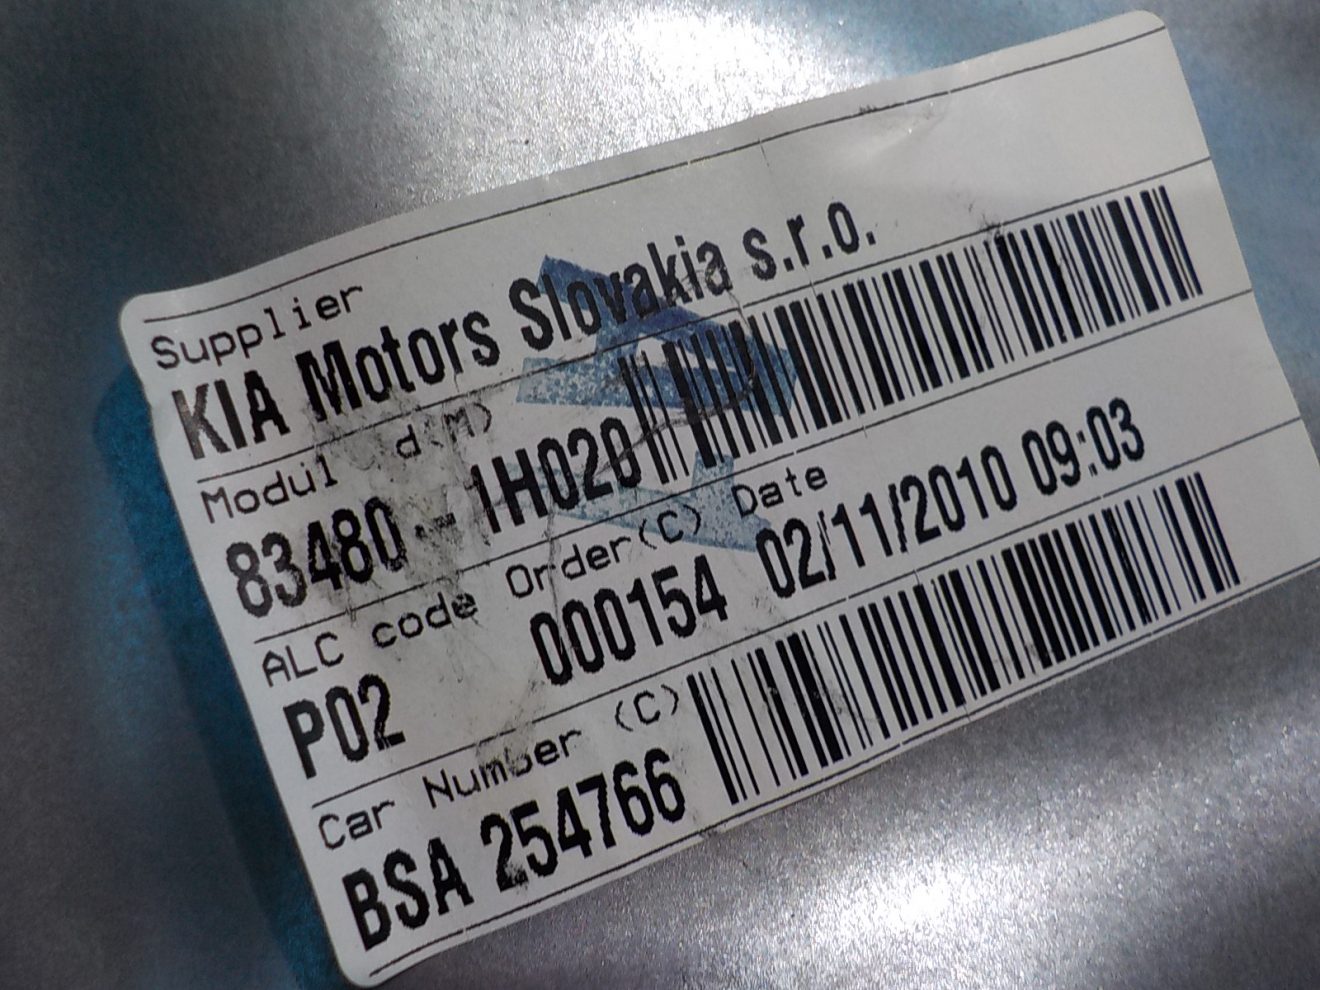 Supplier
KIA Motors Slovakia s.r.o.
Modul d(M)
83480--1H020
ALC code Order(C) Date
P02 000154 02/11/2010 09:03
Car Number (C)
BSA 254766